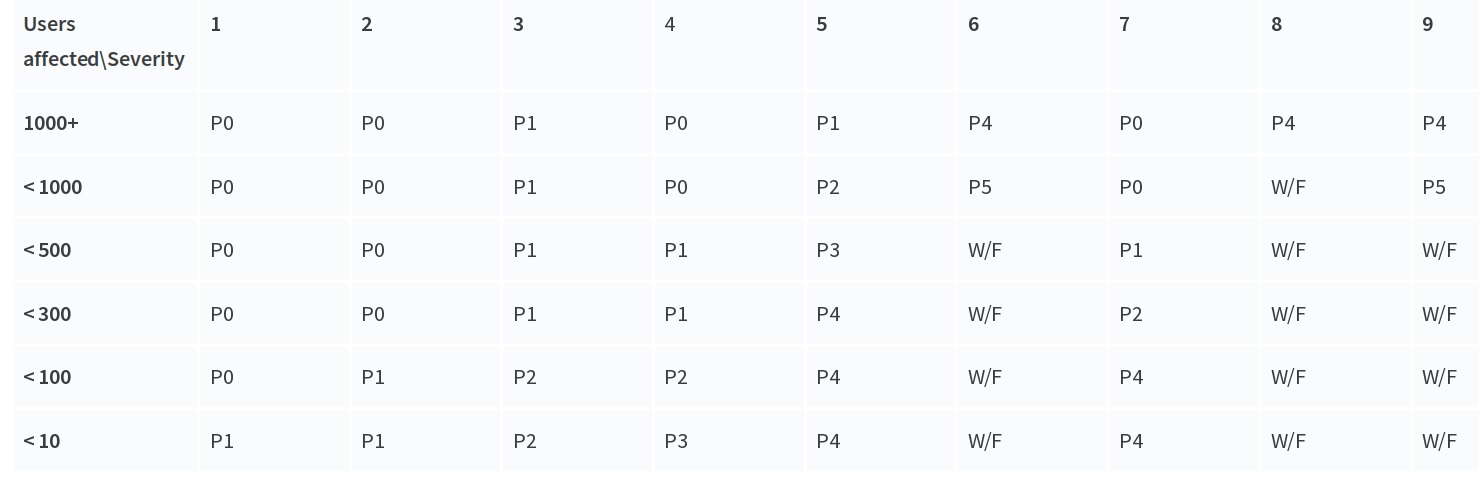 Users 1 2 3 4 5 6 7 8 9
affected\Severity
1000+ P0 P0 P1 P0 P1 P4 P0 P4 P4
< 1000 P0 P0 P1 P0 P2 P5 P0 W/F P5
< 500 P0 P0 P1 P1 P3 W/F P1 W/F W/F
< 300 P0 P0 P1 P1 P4 W/F P2 W/F W/F
< 100 P0 P1 P2 P2 P4 W/F P4 W/F W/F
< 10 P1 P1 P2 P3 P4 W/F P4 W/F W/F